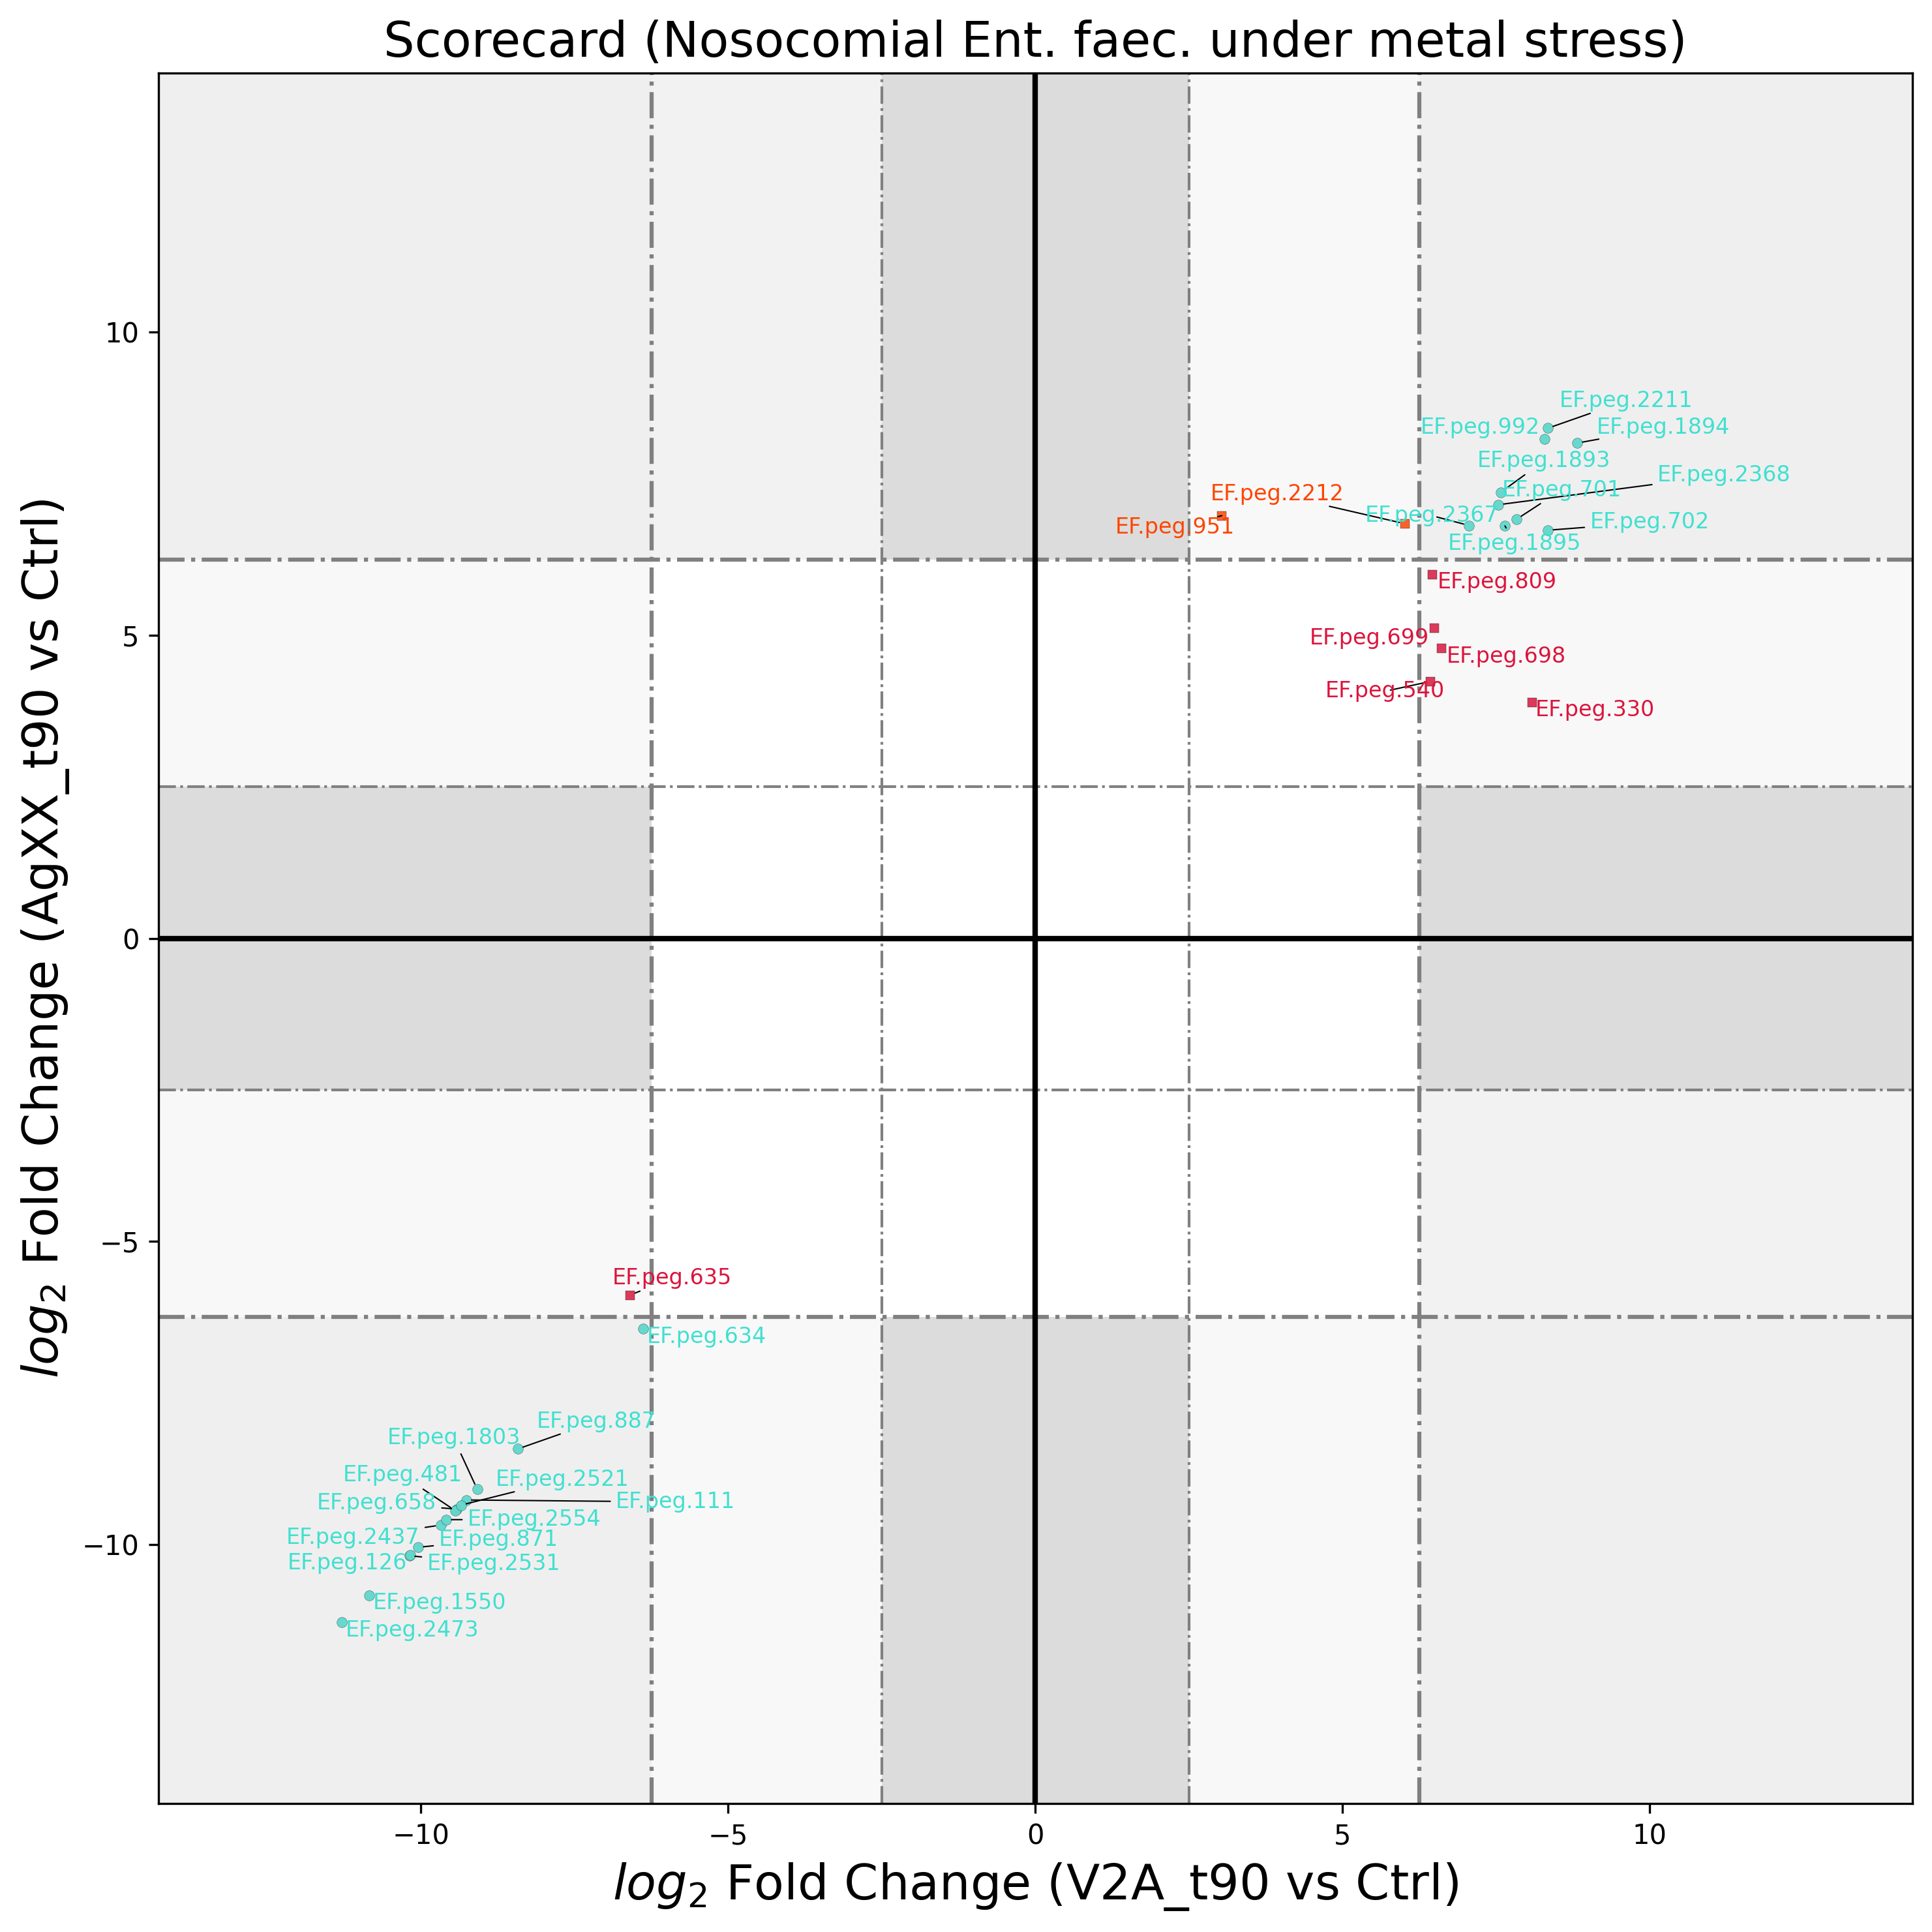 Scorecard (Nosocomial Ent. faec. under metal stress)
log2 Fold Change (AgXX_t90 vs Ctrl)
10
5
0
−5
−10
EF.peg.2211
EF.peg.992
EF.peg.1894
EF.peg.1893
EF.peg.2368
EF.peg.701
EF.peg.2212
EF.peg.2367
EF.peg.951
EF.peg.702
EF.peg.1895
EF.peg.809
EF.peg.699
EF.peg.698
EF.peg.540
EF.peg.330
EF.peg.635
EF.peg.634
EF.peg.887
EF.peg.1803
EF.peg.481
EF.peg.2521
EF.peg.658
EF.peg.111
EF.peg.2554
EF.peg.2437
EF.peg.871
EF.peg.126
EF.peg.2531
EF.peg.1550
EF.peg.2473
−10
−5
0
5
10
log2 Fold Change (V2A_t90 vs Ctrl)